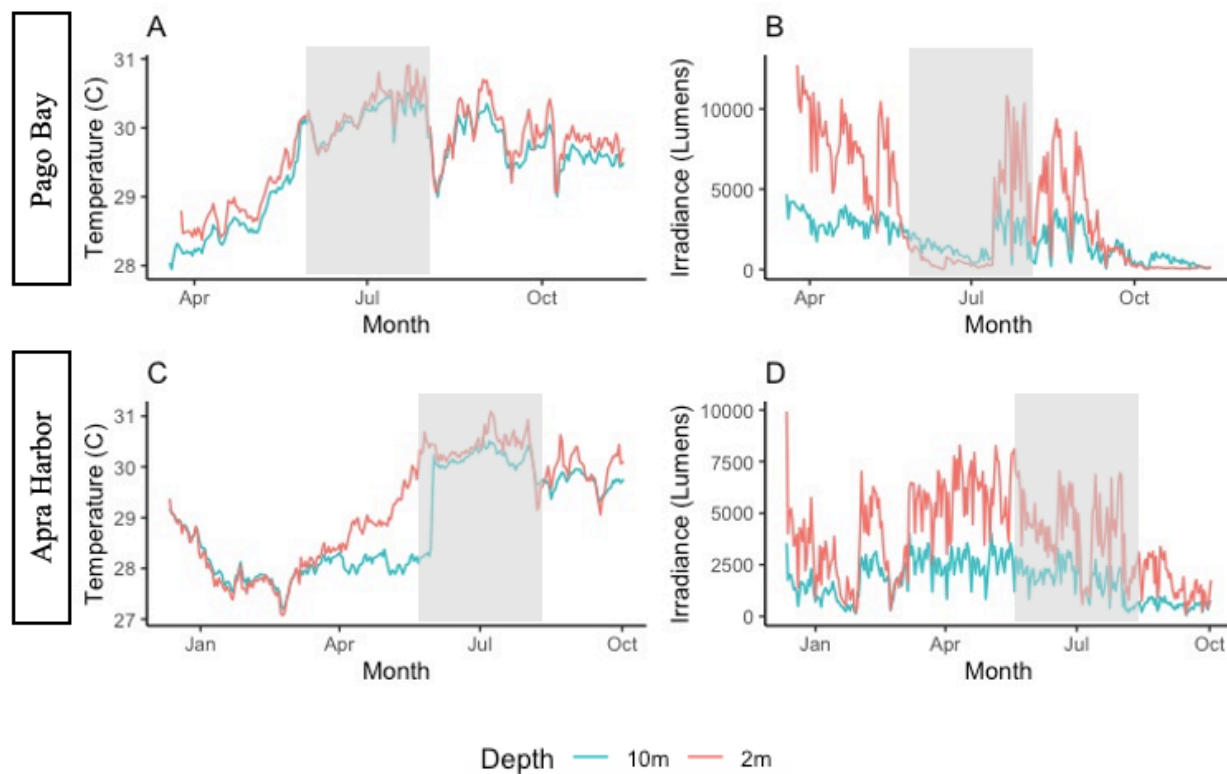 Pago Bay
A
Temperature (C)
31
30
29
28
Apr
Jul
Oct
Month
B
Irradiance (Lumens)
10000
5000
0
Apr
Jul
Oct
Month
Apra Harbor
C
Temperature (C)
31
30
29
28
27
Jan
Apr
Jul
Oct
Month
D
Irradiance (Lumens)
10000
7500
5000
2500
0
Jan
Apr
Jul
Oct
Month
Depth 10m 2m